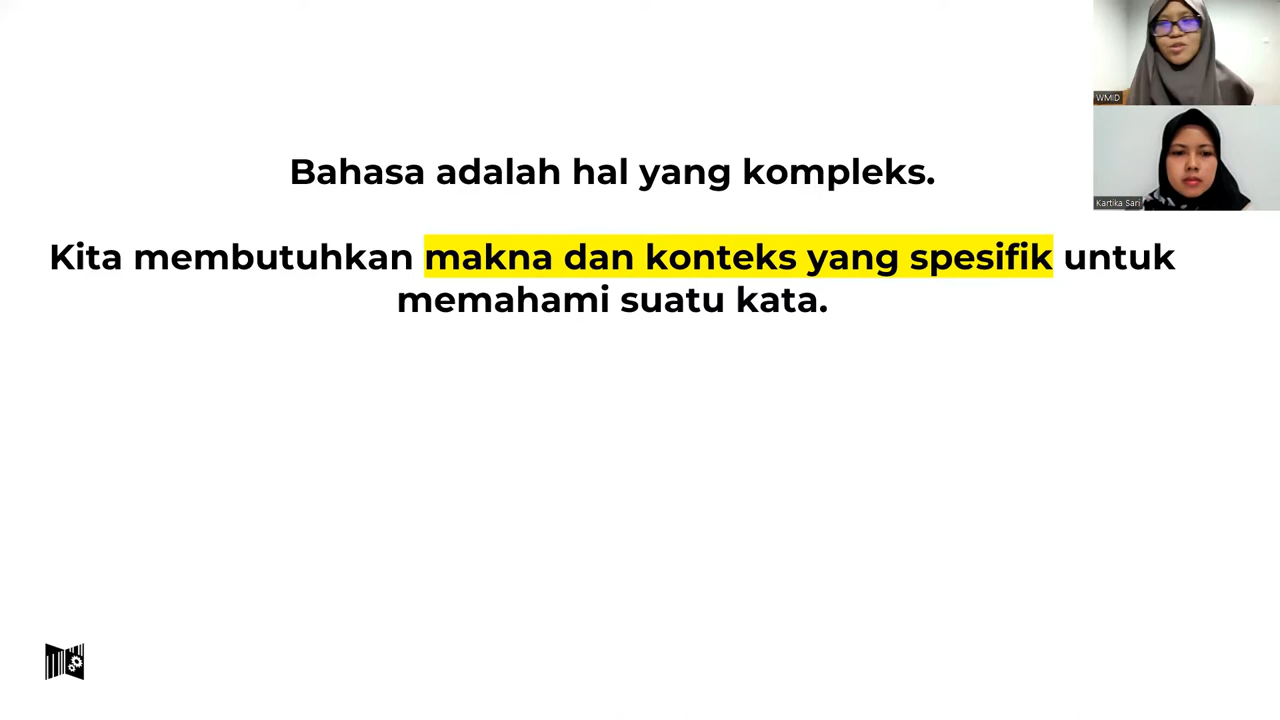 WMID
Bahasa adalah hal yang kompleks.
Kartika Sari
Kita membutuhkan makna dan konteks yang spesifik untuk
memahami suatu kata.